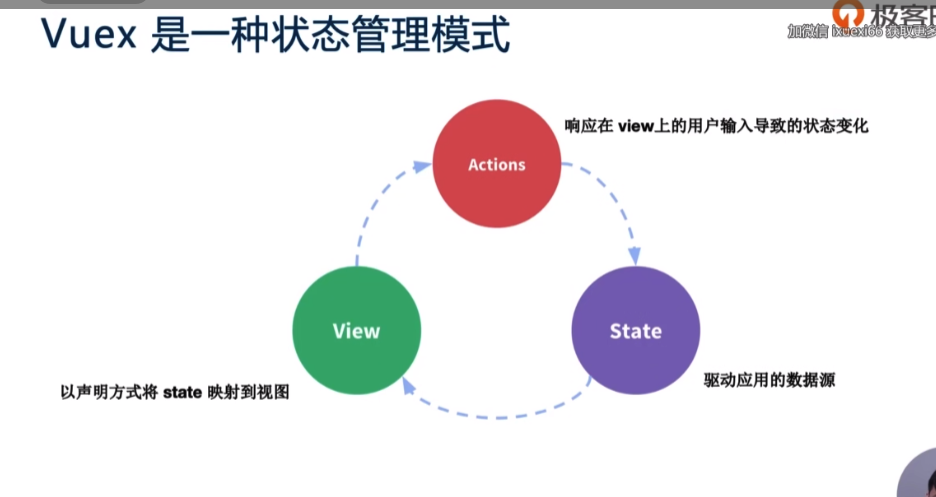 Vuex 是一种状态管理模式
极客
加微信 ixuexi66 获取更多
响应在 view上的用户输入导致的状态变化
Actions
View
State
驱动应用的数据源
以声明方式将 state 映射到视图